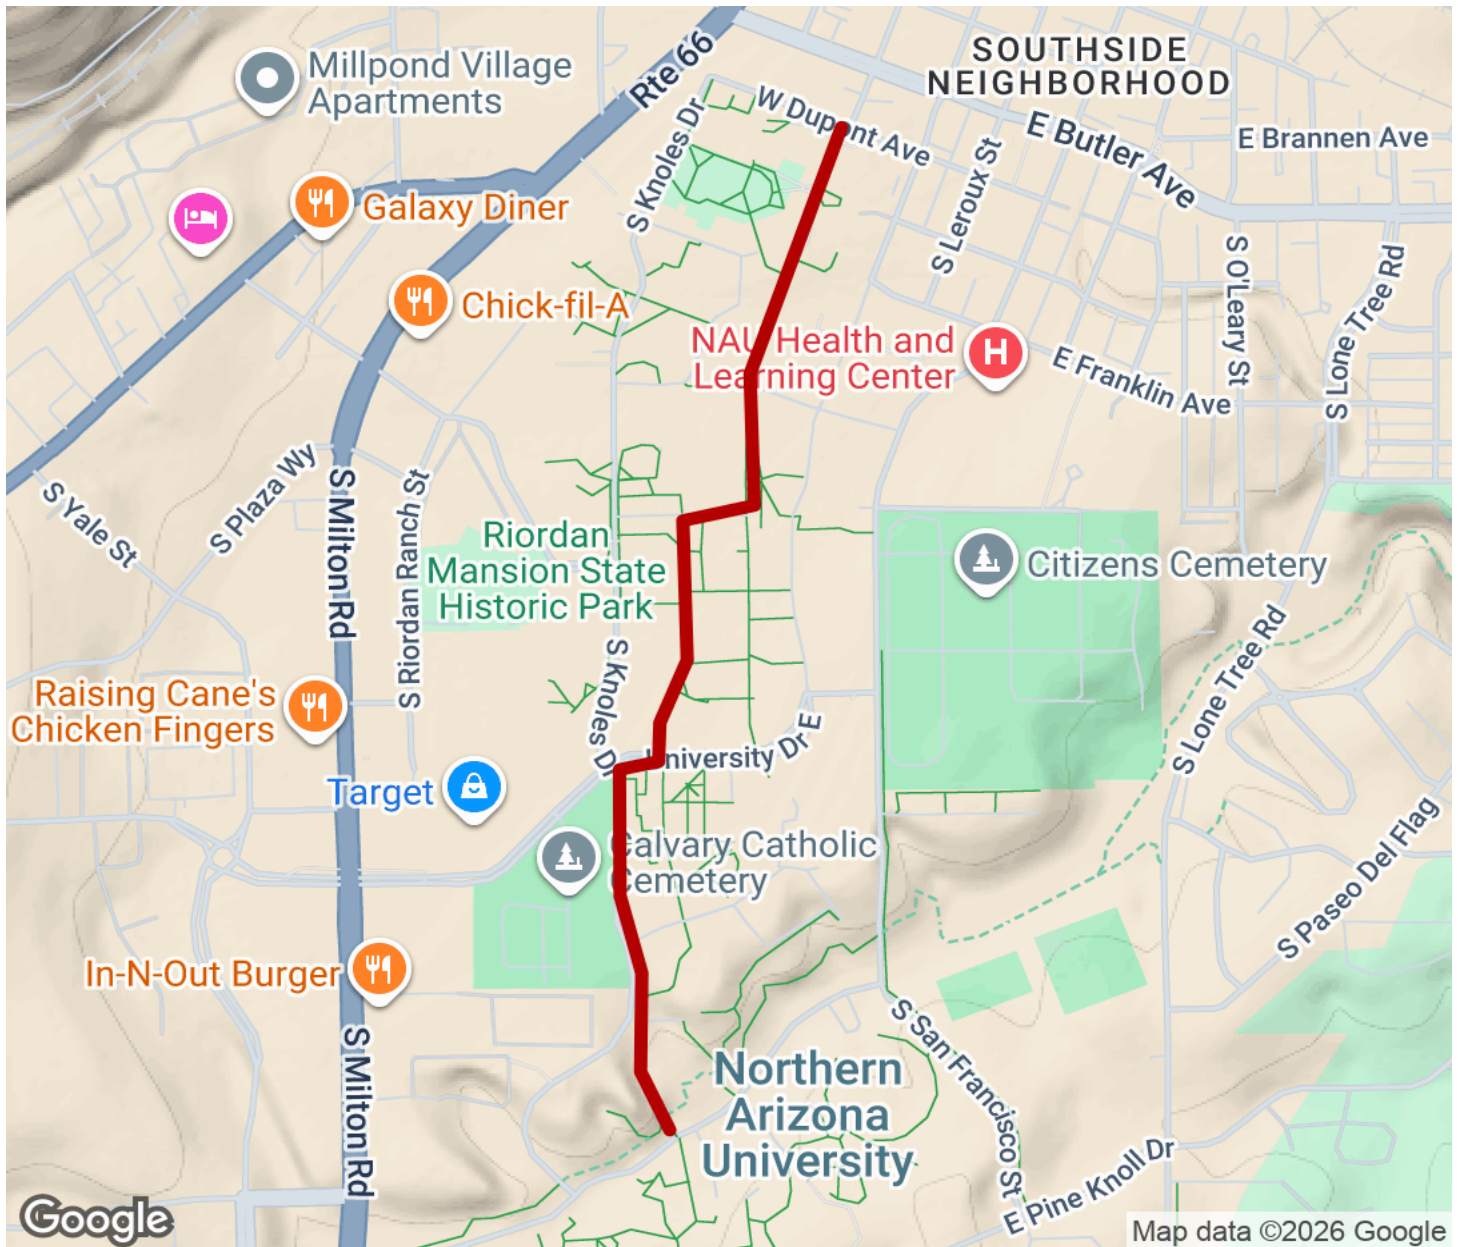 SOUTHSIDE
NEIGHBORHOOD
Millpond Village
Apartments
Rte 66
W Dupont Ave
E Butler Ave
E Brannen Ave
S Knoles Dr
S Leroux St
Galaxy Diner
S O'Leary St
S Lone Tree Rd
Chick-fil-A
NAU Health and
Learning Center
E Franklin Ave
S Plaza Wy
S Yale St
S Milton Rd
S Riordan Ranch St
Riordan
Mansion State
Historic Park
Citizens Cemetery
S Knoles Dr
S Lone Tree Rd
Raising Cane's
Chicken Fingers
University Dr E
Target
Calvary Catholic
Cemetery
S Paseo Del Flag
In-N-Out Burger
S Milton Rd
S San Francisco St
Northern
Arizona
University
E Pine Knoll Dr
Google
Map data ©2026 Google